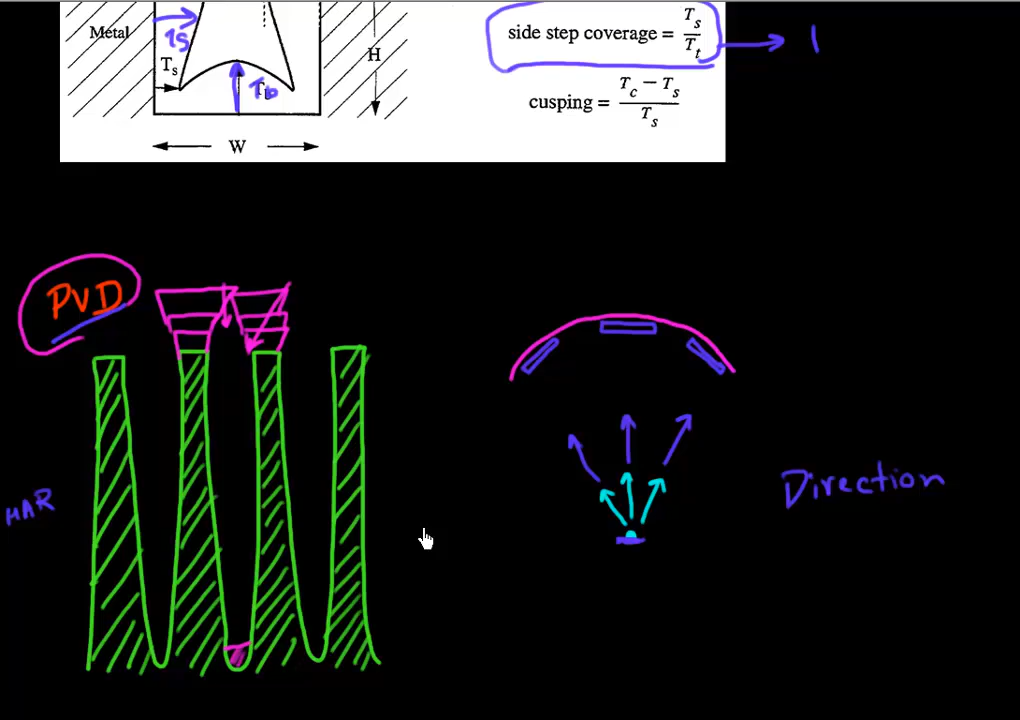 Metal
Ts
Ts
H
Tb
W
side step coverage = Ts / Tt → 1
cusping = Tc − Ts / Ts
PVD
HAR
Direction